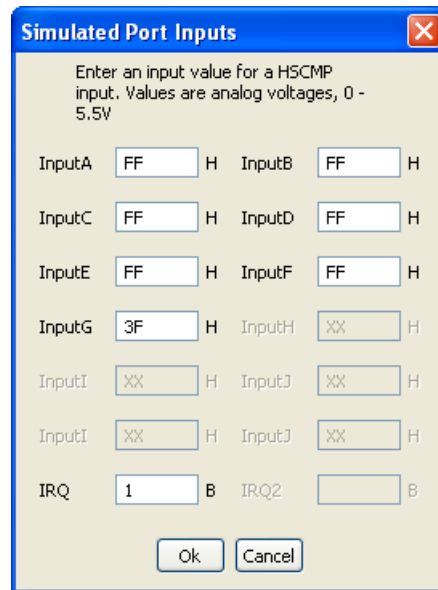 Simulated Port Inputs
Enter an input value for a HSCMP
input. Values are analog voltages, 0 -
5.5V
InputA FF H InputB FF H
InputC FF H InputD FF H
InputE FF H InputF FF H
InputG 3F H InputH XX H
InputI XX H InputJ XX H
InputI XX H InputJ XX H
IRQ 1 B IRQ2 B
Ok Cancel